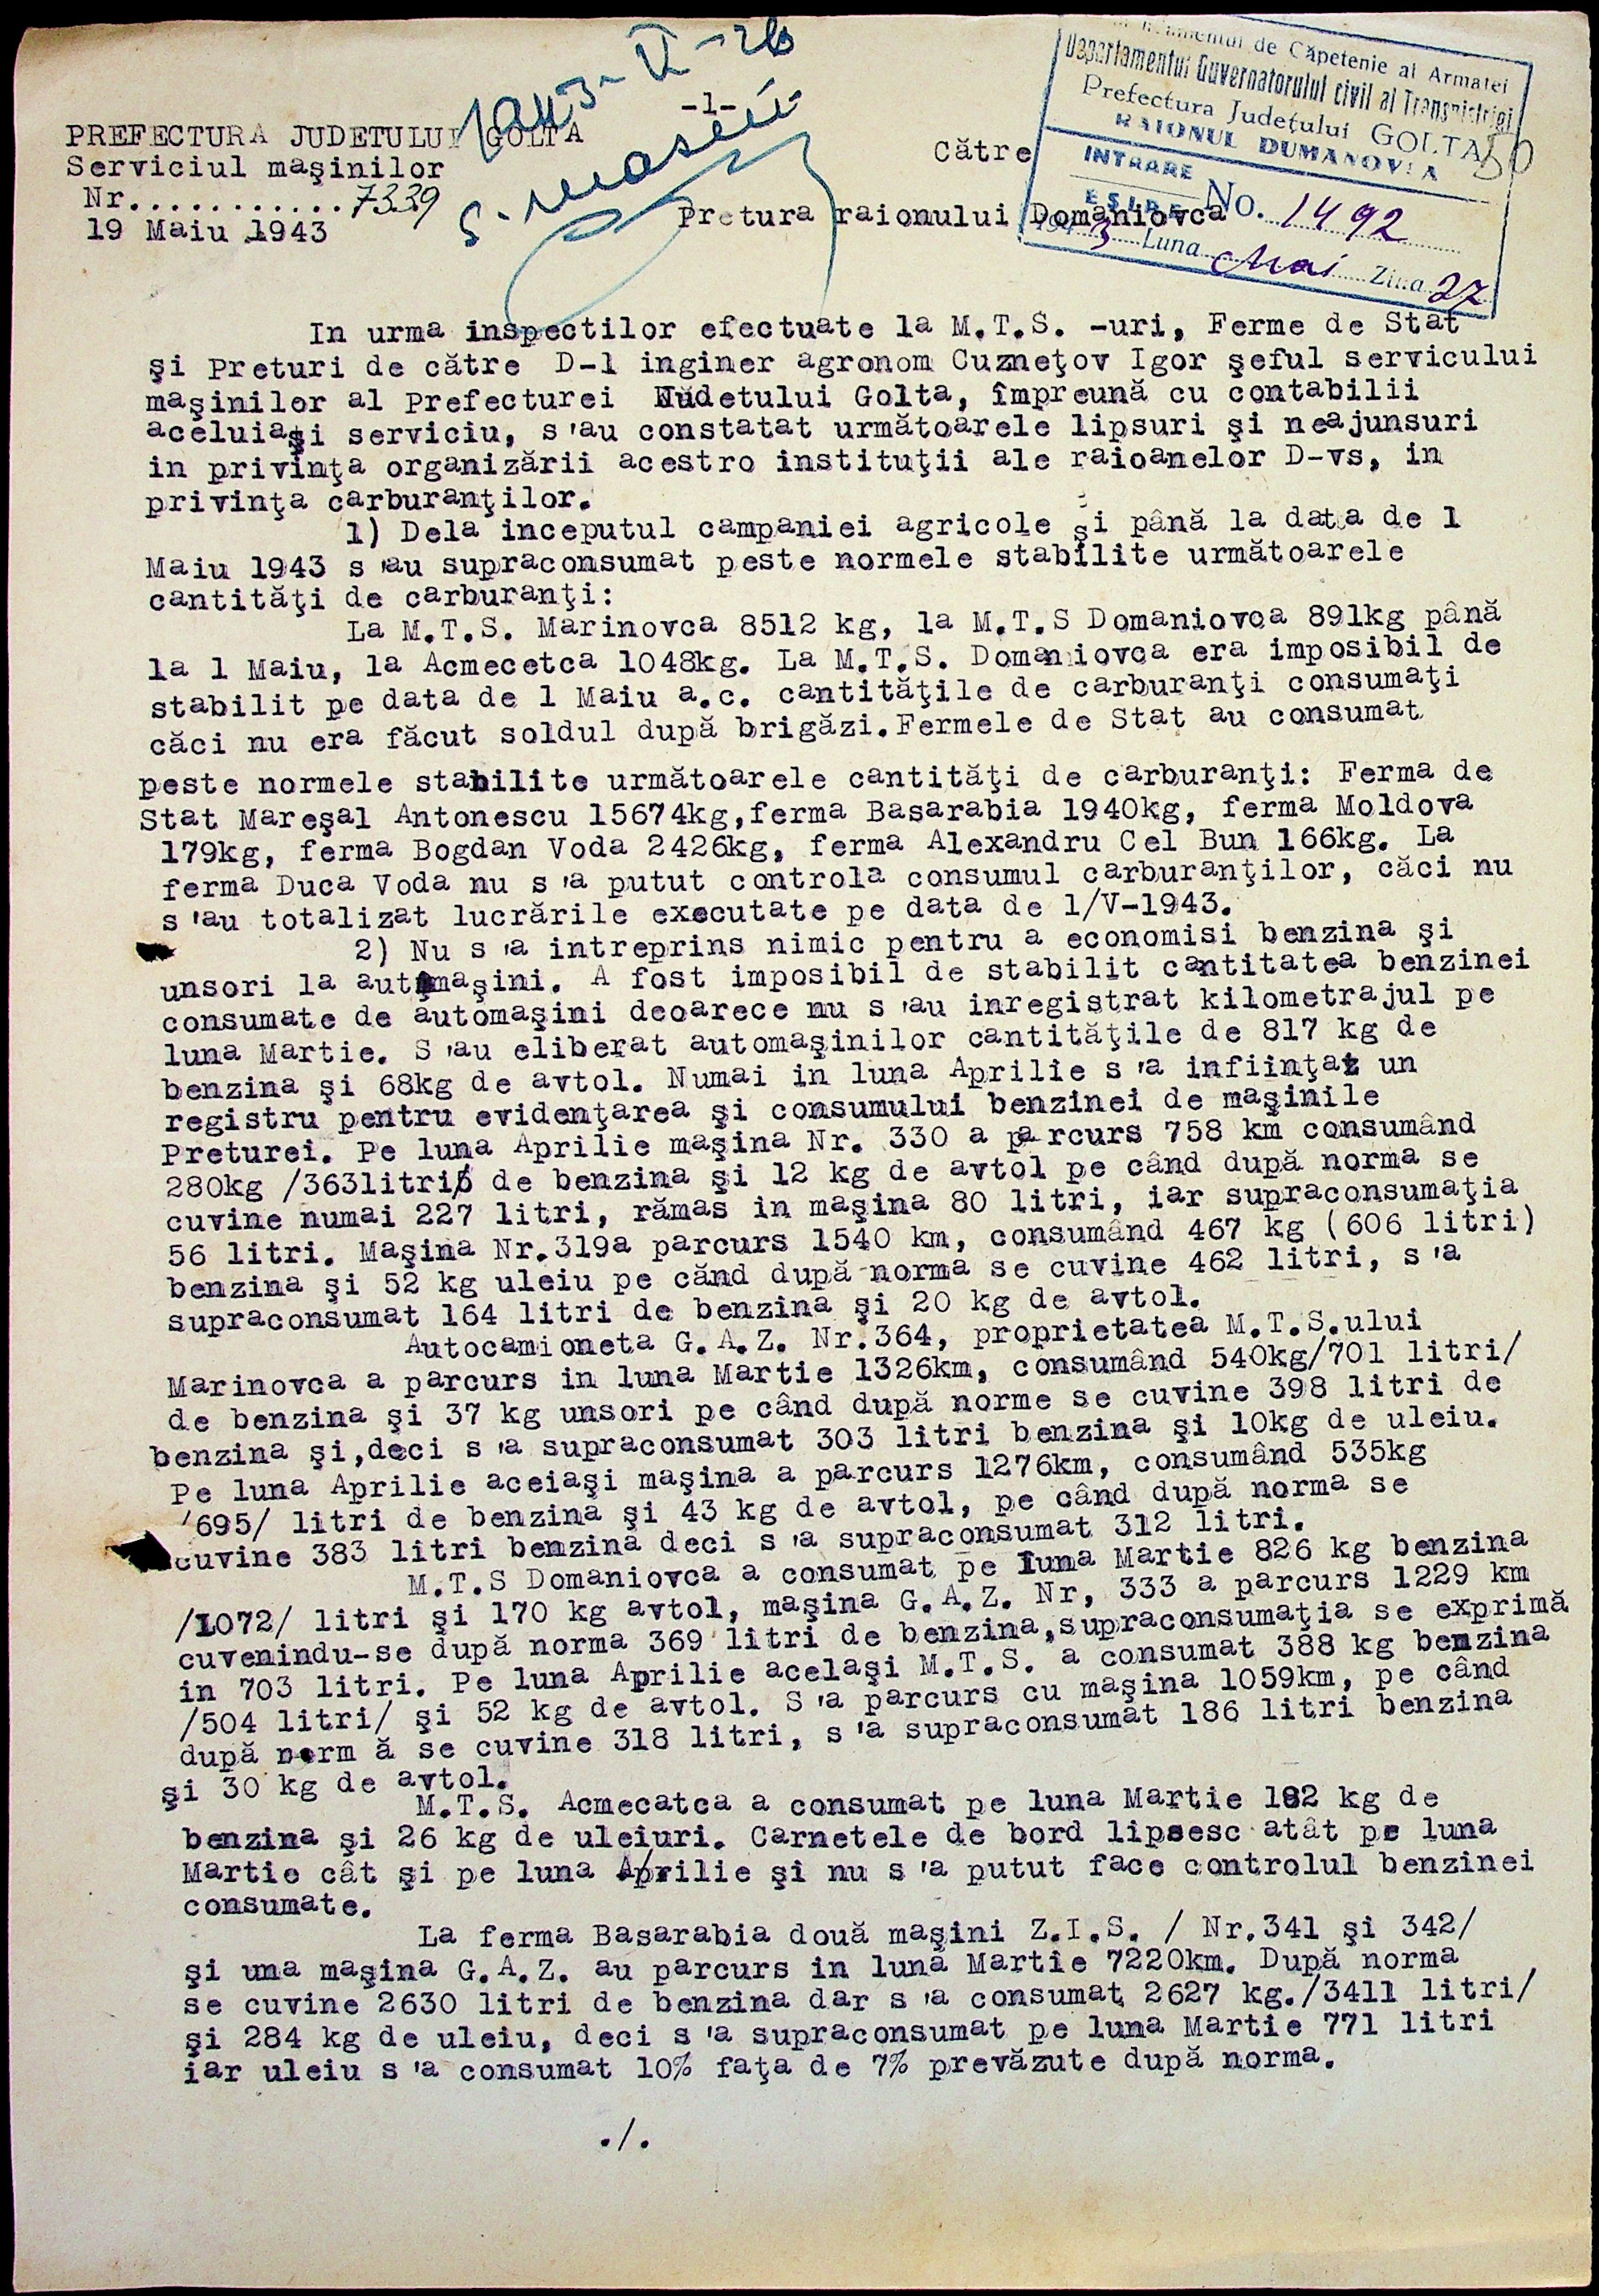 1943-V-26
-1-
S. mașini
PREFECTURA JUDETULUI GOLTA
Serviciul maşinilor
Nr............7339
19 Maiu 1943
de Căpetenie al Armatei
Departamentul Guvernatorului civil al Transnistriei
Prefectura Judeţului GOLTA
RAIONUL DUMANOVCA
INTRARE
EŞIRE No. 1492
1943 Luna Mai Ziua 27
50
Către
Pretura raionului Domaniovca
In urma inspectilor efectuate la M.T.S. -uri, Ferme de Stat
şi Preturi de către D-l inginer agronom Cuzneţov Igor şeful servicului
maşinilor al Prefecturei Judetului Golta, împreună cu contabilii
aceluiaşi serviciu, s'au constatat următoarele lipsuri şi neajunsuri
in privinţa organizării acestro instituţii ale raioanelor D-vs, in
privinţa carburanţilor.
1) Dela inceputul campaniei agricole şi până la data de 1
Maiu 1943 s'au supraconsumat peste normele stabilite următoarele
cantităţi de carburanţi:
La M.T.S. Marinovca 8512 kg, la M.T.S Domaniovca 891kg până
la 1 Maiu, la Acmecetca 1048kg. La M.T.S. Domaniovca era imposibil de
stabilit pe data de 1 Maiu a.c. cantităţile de carburanţi consumaţi
căci nu era făcut soldul după brigăzi.Fermele de Stat au consumat
peste normele stabilite următoarele cantităţi de carburanţi: Ferma de
Stat Mareşal Antonescu 15674kg,ferma Basarabia 1940kg, ferma Moldova
179kg, ferma Bogdan Voda 2426kg, ferma Alexandru Cel Bun 166kg. La
ferma Duca Voda nu s'a putut controla consumul carburanţilor, căci nu
s'au totalizat lucrările executate pe data de 1/V-1943.
2) Nu s'a intreprins nimic pentru a economisi benzina şi
unsori la automaşini. A fost imposibil de stabilit cantitatea benzinei
consumate de automaşini deoarece nu s'au inregistrat kilometrajul pe
luna Martie. S'au eliberat automaşinilor cantităţile de 817 kg de
benzina şi 68kg de avtol. Numai in luna Aprilie s'a infiinţat un
registru pentru evidenţarea şi consumului benzinei de maşinile
Preturei. Pe luna Aprilie maşina Nr. 330 a parcurs 758 km consumând
280kg /363litri/ de benzina şi 12 kg de avtol pe când după norma se
cuvine numai 227 litri, rămas in maşina 80 litri, iar supraconsumaţia
56 litri. Maşina Nr.319a parcurs 1540 km, consumând 467 kg (606 litri)
benzina şi 52 kg uleiu pe când după norma se cuvine 462 litri, s'a
supraconsumat 164 litri de benzina şi 20 kg de avtol.
Autocamioneta G.A.Z. Nr.364, proprietatea M.T.S.ului
Marinovca a parcurs in luna Martie 1326km, consumând 540kg/701 litri/
de benzina şi 37 kg unsori pe când după norme se cuvine 398 litri de
benzina şi,deci s'a supraconsumat 303 litri benzina şi 10kg de uleiu.
Pe luna Aprilie aceiaşi maşina a parcurs 1276km, consumând 535kg
/695/ litri de benzina şi 43 kg de avtol, pe când după norma se
cuvine 383 litri benzina deci s'a supraconsumat 312 litri.
M.T.S Domaniovca a consumat pe luna Martie 826 kg benzina
/1072/ litri şi 170 kg avtol, maşina G.A.Z. Nr, 333 a parcurs 1229 km
cuvenindu-se după norma 369 litri de benzina,supraconsumaţia se exprimă
in 703 litri. Pe luna Aprilie acelaşi M.T.S. a consumat 388 kg benzina
/504 litri/ şi 52 kg de avtol. S'a parcurs cu maşina 1059km, pe când
după norm ă se cuvine 318 litri, s'a supraconsumat 186 litri benzina
şi 30 kg de avtol.
M.T.S. Acmecatca a consumat pe luna Martie 182 kg de
benzina şi 26 kg de uleiuri. Carnetele de bord lipsesc atât pe luna
Martie cât şi pe luna Aprilie şi nu s'a putut face controlul benzinei
consumate.
La ferma Basarabia două maşini Z.I.S. / Nr.341 şi 342/
şi una maşina G.A.Z. au parcurs in luna Martie 7220km. După norma
se cuvine 2630 litri de benzina dar s'a consumat 2627 kg./3411 litri/
şi 284 kg de uleiu, deci s'a supraconsumat pe luna Martie 771 litri
iar uleiu s'a consumat 10% faţa de 7% prevăzute după norma.
./.